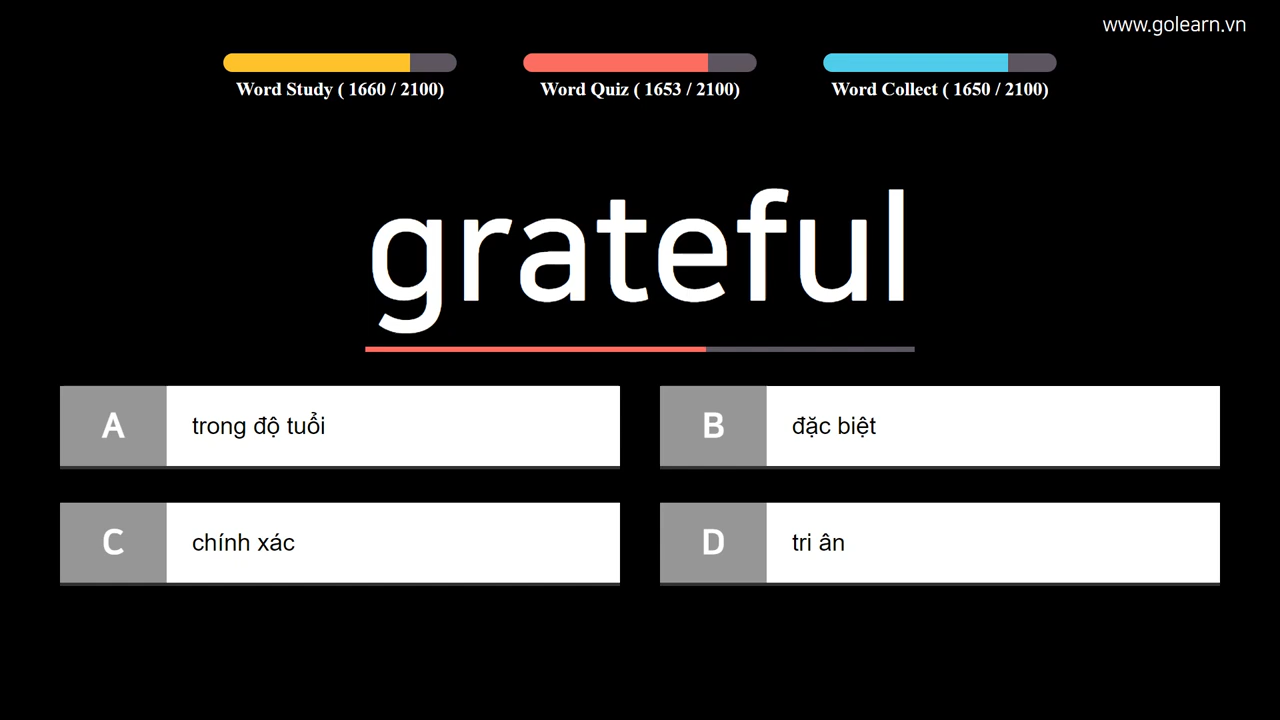 www.golearn.vn
Word Study ( 1660 / 2100)
Word Quiz ( 1653 / 2100)
Word Collect ( 1650 / 2100)
grateful
A trong độ tuổi
B đặc biệt
C chính xác
D tri ân